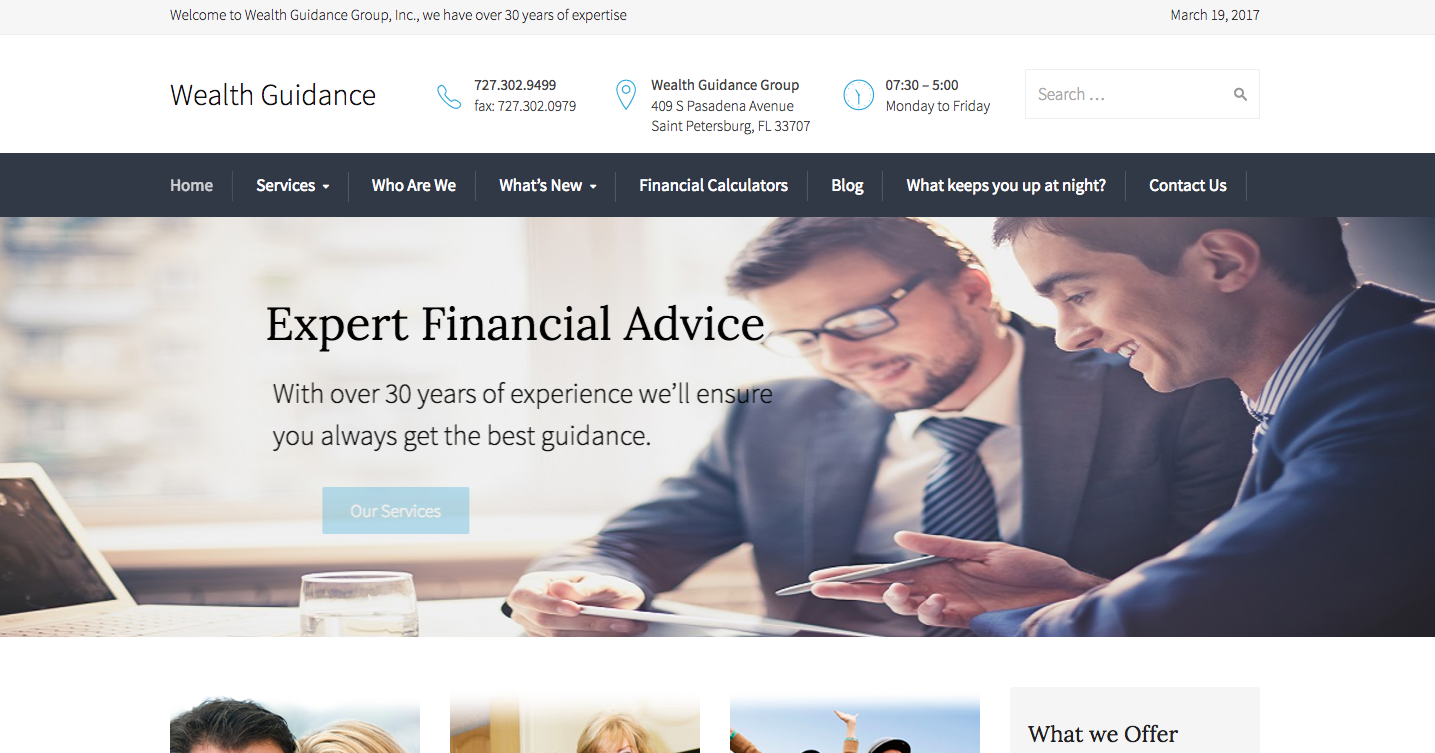 Welcome to Wealth Guidance Group, Inc., we have over 30 years of expertise
March 19, 2017
Wealth Guidance
727.302.9499
fax: 727.302.0979
Wealth Guidance Group
409 S Pasadena Avenue
Saint Petersburg, FL 33707
07:30 – 5:00
Monday to Friday
Search …
Home
Services
Who Are We
What’s New
Financial Calculators
Blog
What keeps you up at night?
Contact Us
Expert Financial Advice
With over 30 years of experience we’ll ensure
you always get the best guidance.
Our Services
What we Offer